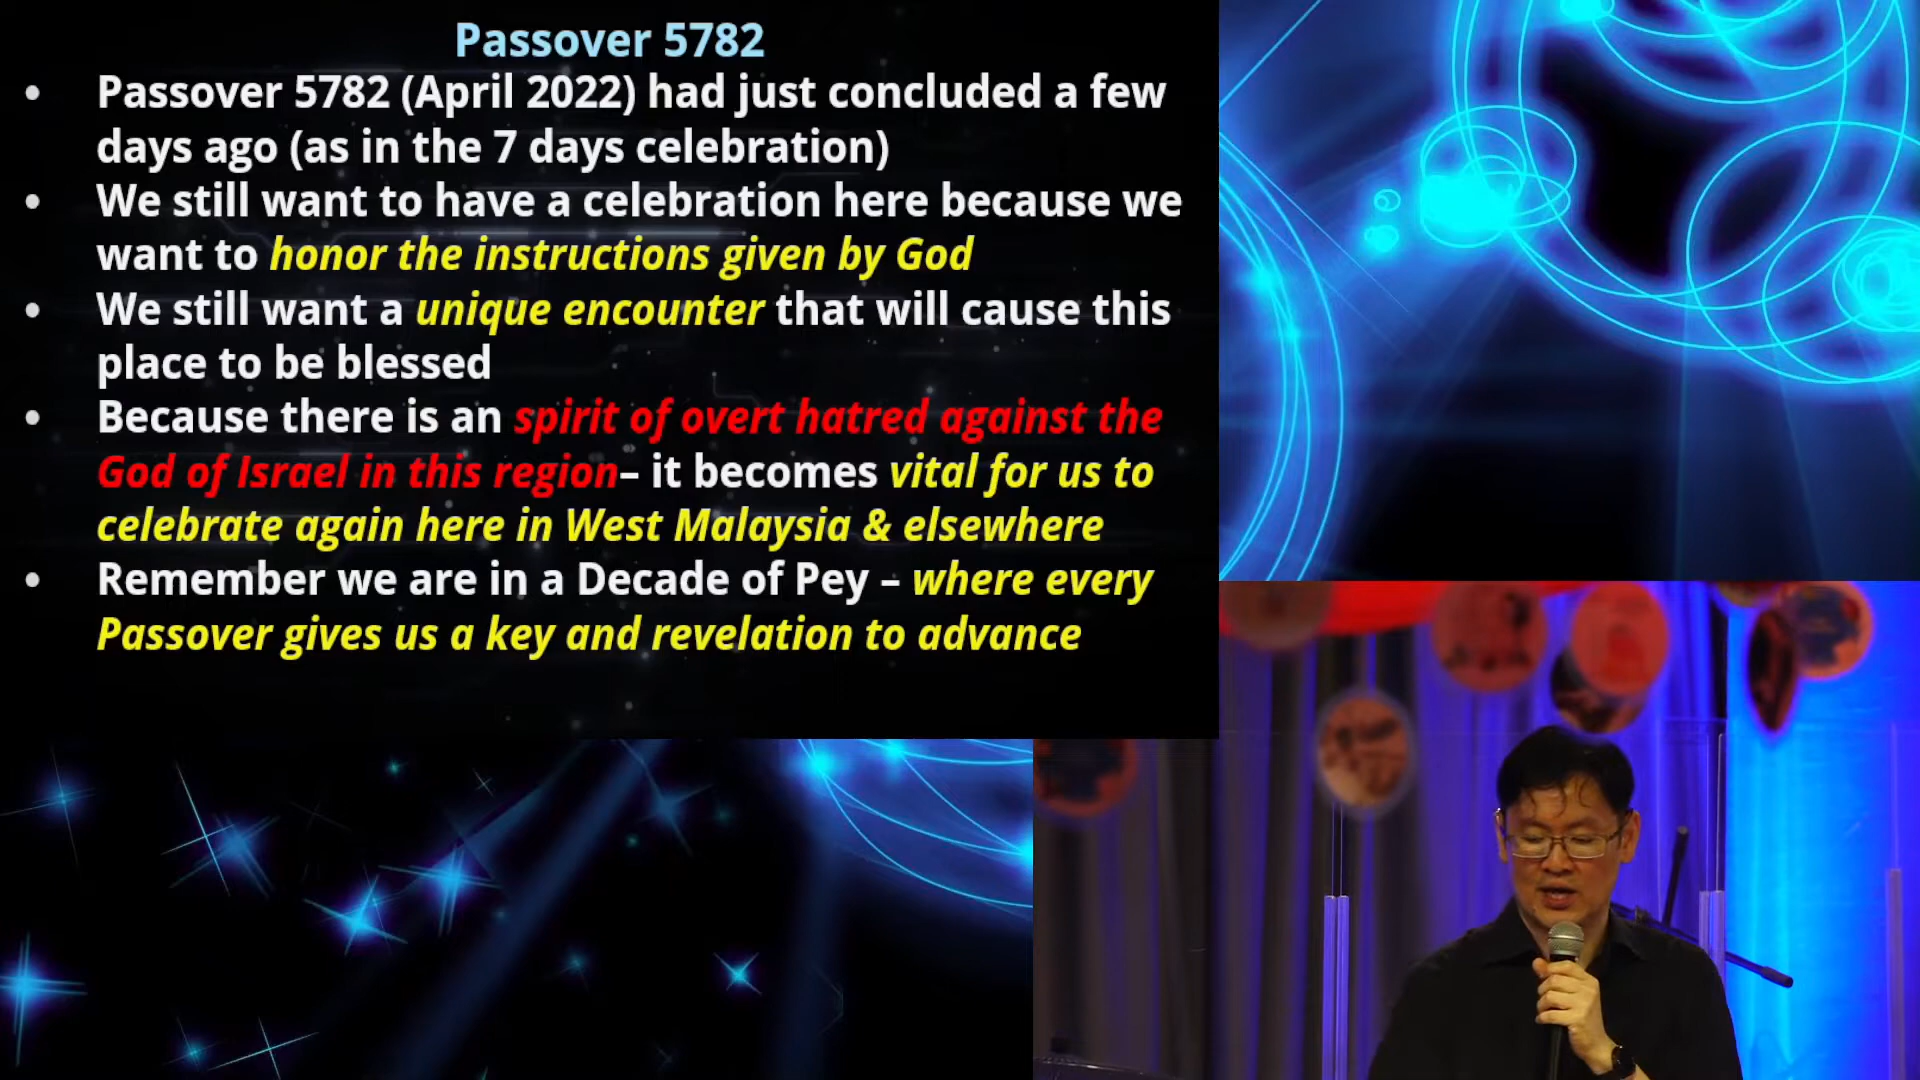 Passover 5782
• Passover 5782 (April 2022) had just concluded a few
days ago (as in the 7 days celebration)
• We still want to have a celebration here because we
want to honor the instructions given by God
• We still want a unique encounter that will cause this
place to be blessed
• Because there is an spirit of overt hatred against the
God of Israel in this region– it becomes vital for us to
celebrate again here in West Malaysia & elsewhere
• Remember we are in a Decade of Pey – where every
Passover gives us a key and revelation to advance